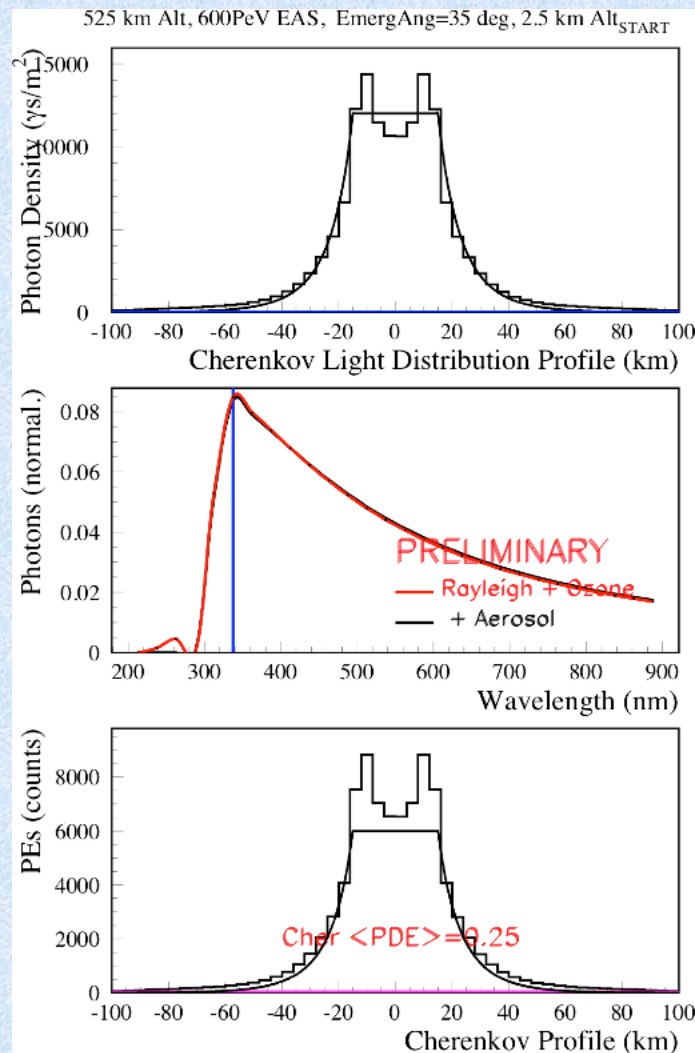 525 km Alt, 600PeV EAS, EmergAng=35 deg, 2.5 km Alt_START
Photon Density (γs/m²)
15000
10000
5000
0
-100 -80 -60 -40 -20 0 20 40 60 80 100
Cherenkov Light Distribution Profile (km)
Photons (normal.)
0.08
0.06
0.04
0.02
0
PRELIMINARY
Rayleigh + Ozone
+ Aerosol
200 300 400 500 600 700 800 900
Wavelength (nm)
PEs (counts)
8000
6000
4000
2000
0
Cher <PDE>=0.25
-100 -80 -60 -40 -20 0 20 40 60 80 100
Cherenkov Profile (km)